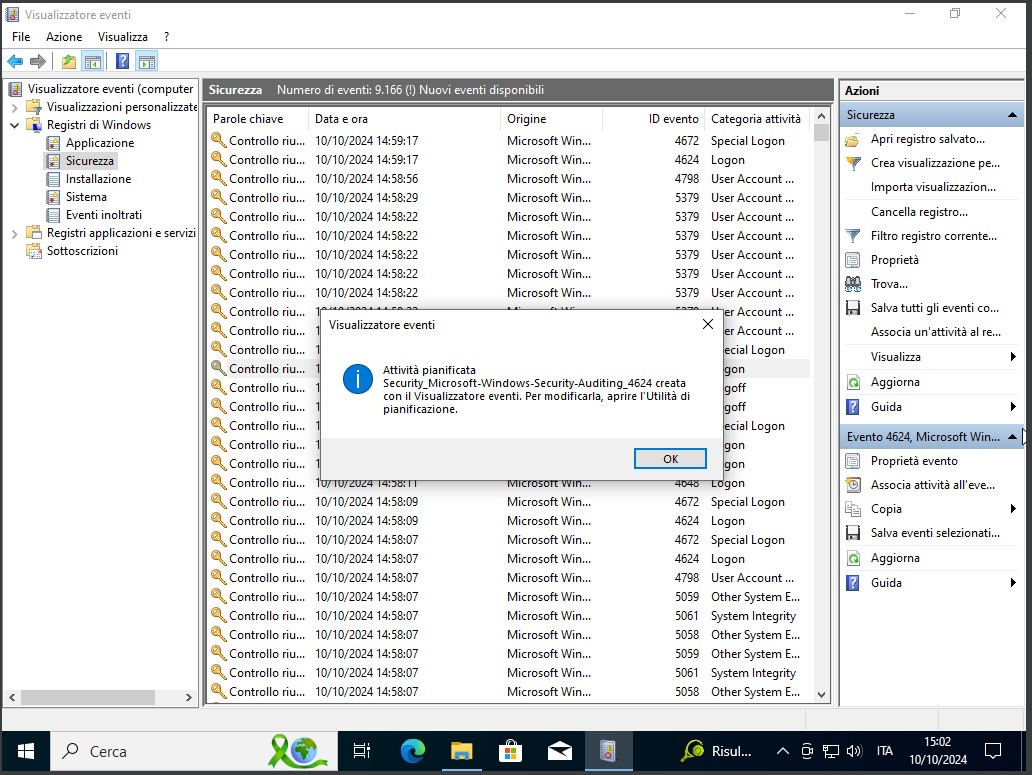 Visualizzatore eventi
File Azione Visualizza ?
Visualizzatore eventi (computer
Visualizzazioni personalizzate
Registri di Windows
Applicazione
Sicurezza
Installazione
Sistema
Eventi inoltrati
Registri applicazioni e servizi
Sottoscrizioni
Sicurezza Numero di eventi: 9.166 (!) Nuovi eventi disponibili
Parole chiave Data e ora Origine ID evento Categoria attività
Controllo riu... 10/10/2024 14:59:17 Microsoft Win... 4672 Special Logon
Controllo riu... 10/10/2024 14:59:17 Microsoft Win... 4624 Logon
Controllo riu... 10/10/2024 14:58:56 Microsoft Win... 4798 User Account ...
Controllo riu... 10/10/2024 14:58:29 Microsoft Win... 5379 User Account ...
Controllo riu... 10/10/2024 14:58:22 Microsoft Win... 5379 User Account ...
Controllo riu... 10/10/2024 14:58:22 Microsoft Win... 5379 User Account ...
Controllo riu... 10/10/2024 14:58:22 Microsoft Win... 5379 User Account ...
Controllo riu... 10/10/2024 14:58:22 Microsoft Win... 5379 User Account ...
Controllo riu... 10/10/2024 14:58:22 Microsoft Win... 5379 User Account ...
Controllo riu... Account ...
Controllo riu... Account ...
Controllo riu... Logon
Controllo riu...
Controllo riu...
Controllo riu...
Controllo riu... Logon
Controllo riu...
Controllo riu...
Controllo riu... 10/10/2024 14:58:11 Microsoft Win... 4648 Logon
Controllo riu... 10/10/2024 14:58:09 Microsoft Win... 4672 Special Logon
Controllo riu... 10/10/2024 14:58:09 Microsoft Win... 4624 Logon
Controllo riu... 10/10/2024 14:58:07 Microsoft Win... 4672 Special Logon
Controllo riu... 10/10/2024 14:58:07 Microsoft Win... 4624 Logon
Controllo riu... 10/10/2024 14:58:07 Microsoft Win... 4798 User Account ...
Controllo riu... 10/10/2024 14:58:07 Microsoft Win... 5059 Other System E...
Controllo riu... 10/10/2024 14:58:07 Microsoft Win... 5061 System Integrity
Controllo riu... 10/10/2024 14:58:07 Microsoft Win... 5058 Other System E...
Controllo riu... 10/10/2024 14:58:07 Microsoft Win... 5059 Other System E...
Controllo riu... 10/10/2024 14:58:07 Microsoft Win... 5061 System Integrity
Controllo riu... 10/10/2024 14:58:07 Microsoft Win... 5058 Other System E...
Visualizzatore eventi
Attività pianificata
Security_Microsoft-Windows-Security-Auditing_4624 creata
con il Visualizzatore eventi. Per modificarla, aprire l'Utilità di
pianificazione.
OK
Azioni
Sicurezza
Apri registro salvato...
Crea visualizzazione pe...
Importa visualizzazion...
Cancella registro...
Filtro registro corrente...
Proprietà
Trova...
Salva tutti gli eventi co...
Associa un'attività al re...
Visualizza
Aggiorna
Guida
Evento 4624, Microsoft Win...
Proprietà evento
Associa attività all'eve...
Copia
Salva eventi selezionati...
Aggiorna
Guida
Cerca
Risul...
ITA
15:02
10/10/2024